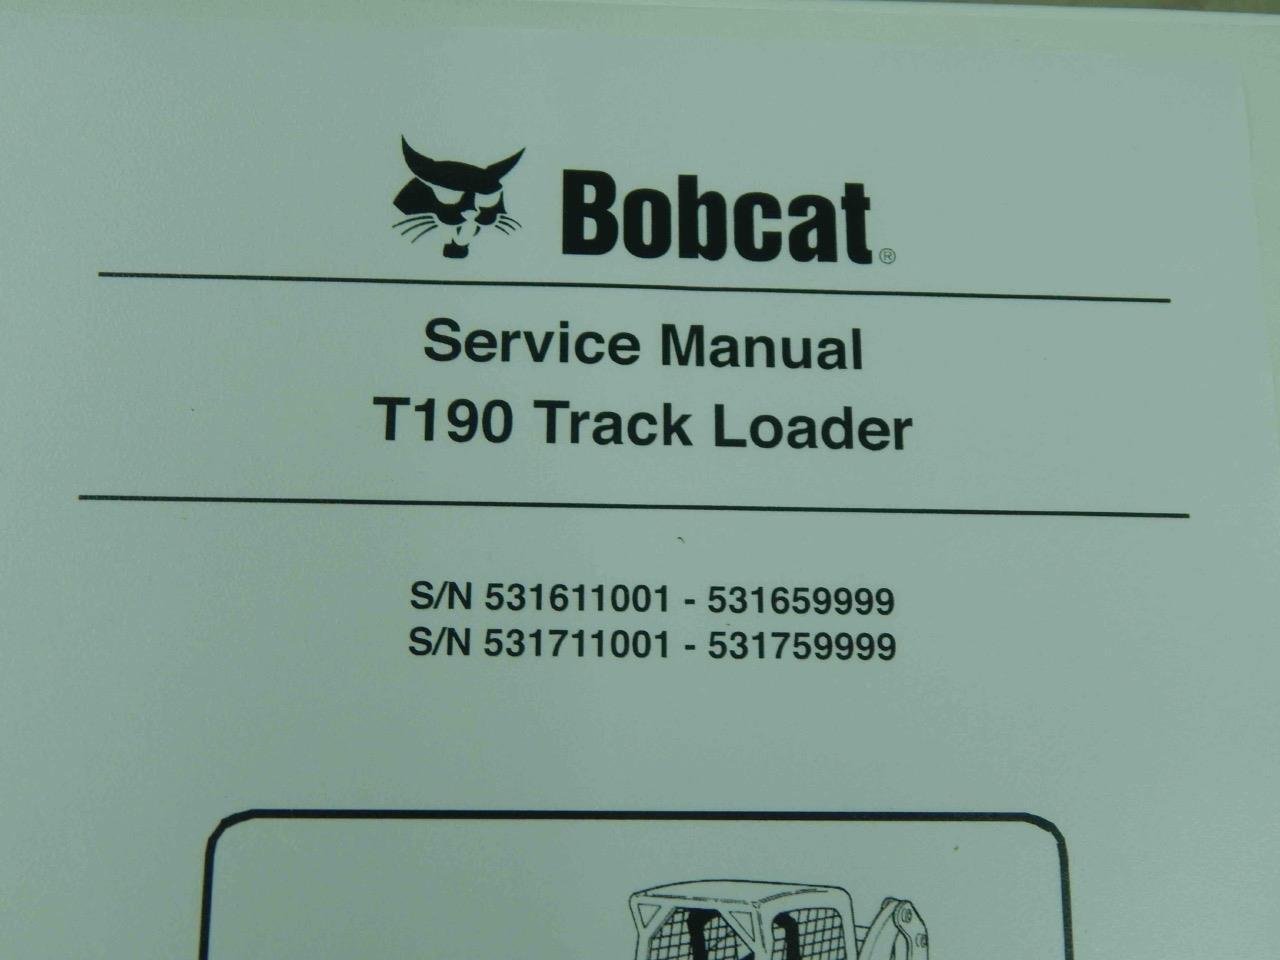 Bobcat®
Service Manual
T190 Track Loader
S/N 531611001 - 531659999
S/N 531711001 - 531759999